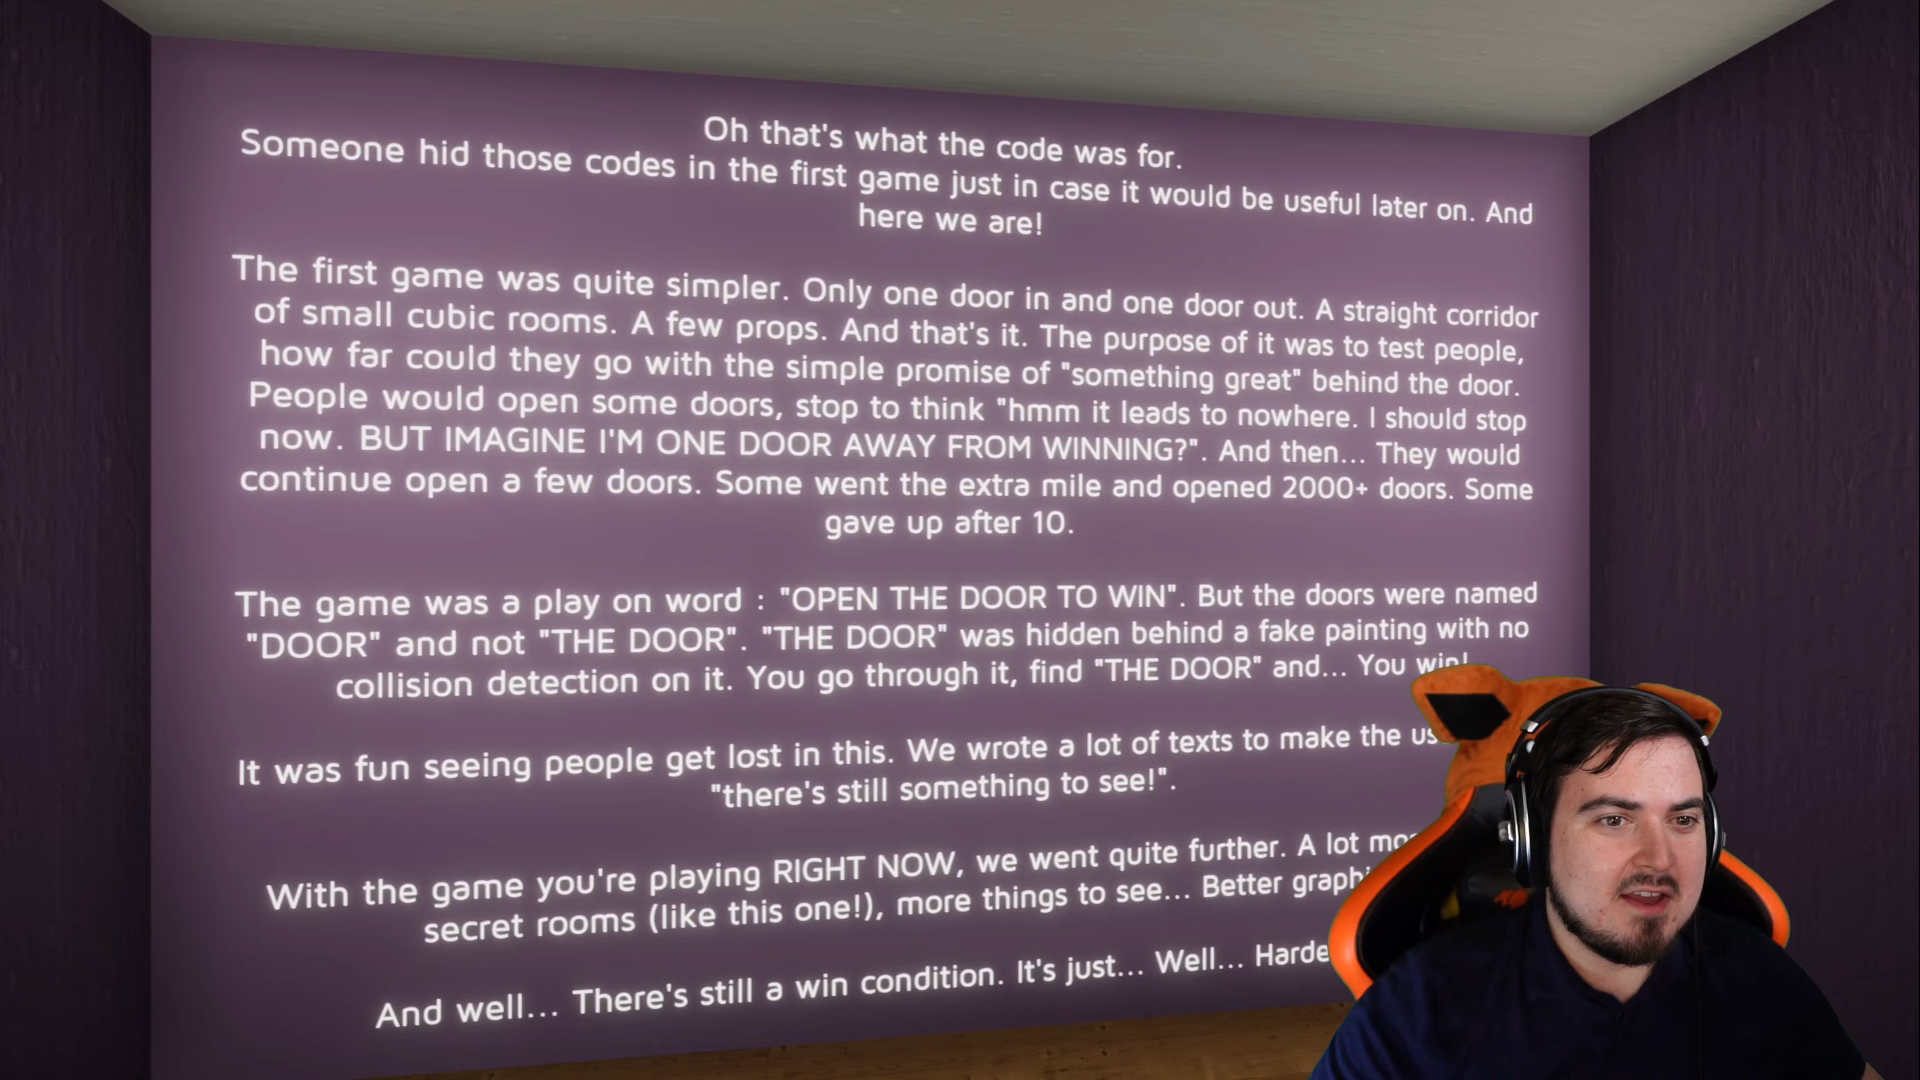 Oh that's what the code was for.
Someone hid those codes in the first game just in case it would be useful later on. And
here we are!
The first game was quite simpler. Only one door in and one door out. A straight corridor
of small cubic rooms. A few props. And that's it. The purpose of it was to test people,
how far could they go with the simple promise of "something great" behind the door.
People would open some doors, stop to think "hmm it leads to nowhere. I should stop
now. BUT IMAGINE I'M ONE DOOR AWAY FROM WINNING?". And then... They would
continue open a few doors. Some went the extra mile and opened 2000+ doors. Some
gave up after 10.
The game was a play on word : "OPEN THE DOOR TO WIN". But the doors were named
"DOOR" and not "THE DOOR". "THE DOOR" was hidden behind a fake painting with no
collision detection on it. You go through it, find "THE DOOR" and... You win!
It was fun seeing people get lost in this. We wrote a lot of texts to make the
"there's still something to see!".
With the game you're playing RIGHT NOW, we went quite further. A lot
secret rooms (like this one!), more things to see... Better
And well... There's still a win condition. It's just... Well...